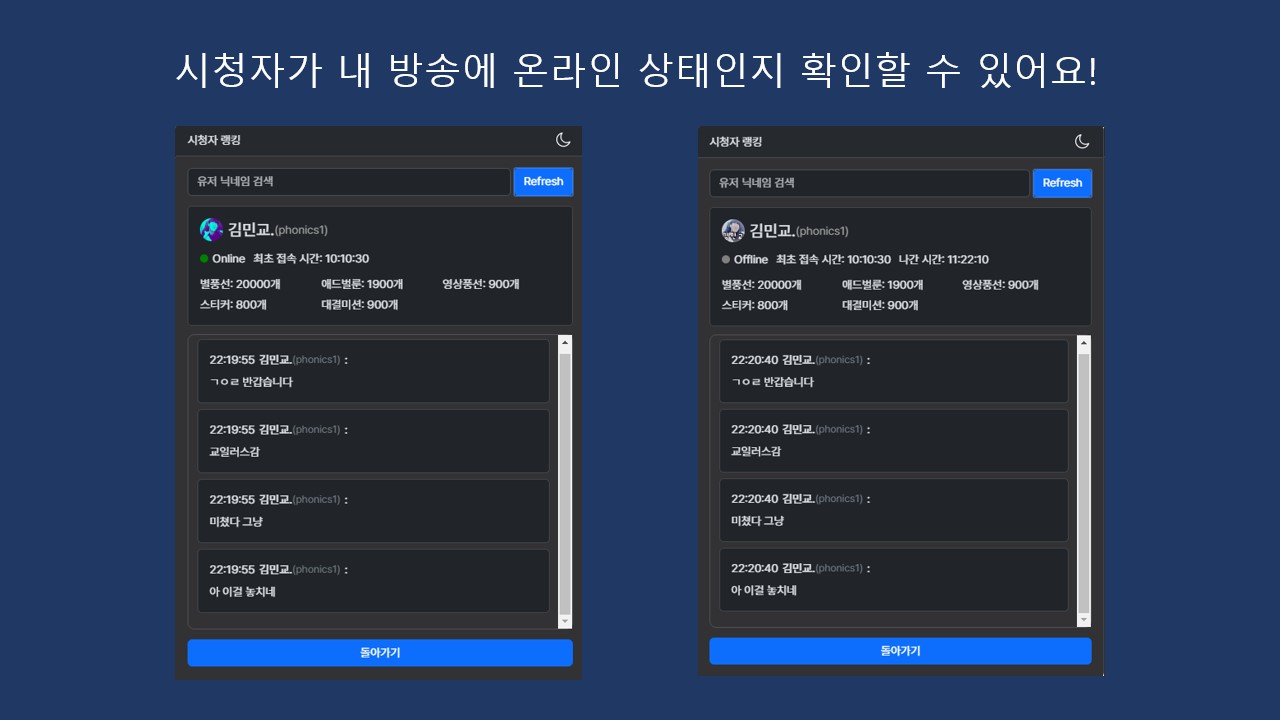 시청자가 내 방송에 온라인 상태인지 확인할 수 있어요!
시청자 랭킹
유저 닉네임 검색 Refresh
김민교.(phonics1)
Online 최초 접속 시간: 10:10:30
별풍선: 20000개 애드벌룬: 1900개 영상풍선: 900개
스티커: 800개 대결미션: 900개
22:19:55 김민교.(phonics1) :
ㄱㅇㄹ 반갑습니다
22:19:55 김민교.(phonics1) :
교일러스감
22:19:55 김민교.(phonics1) :
미쳤다 그냥
22:19:55 김민교.(phonics1) :
아 이걸 놓치네
돌아가기
시청자 랭킹
유저 닉네임 검색 Refresh
김민교.(phonics1)
Offline 최초 접속 시간: 10:10:30 나간 시간: 11:22:10
별풍선: 20000개 애드벌룬: 1900개 영상풍선: 900개
스티커: 800개 대결미션: 900개
22:20:40 김민교.(phonics1) :
ㄱㅇㄹ 반갑습니다
22:20:40 김민교.(phonics1) :
교일러스감
22:20:40 김민교.(phonics1) :
미쳤다 그냥
22:20:40 김민교.(phonics1) :
아 이걸 놓치네
돌아가기